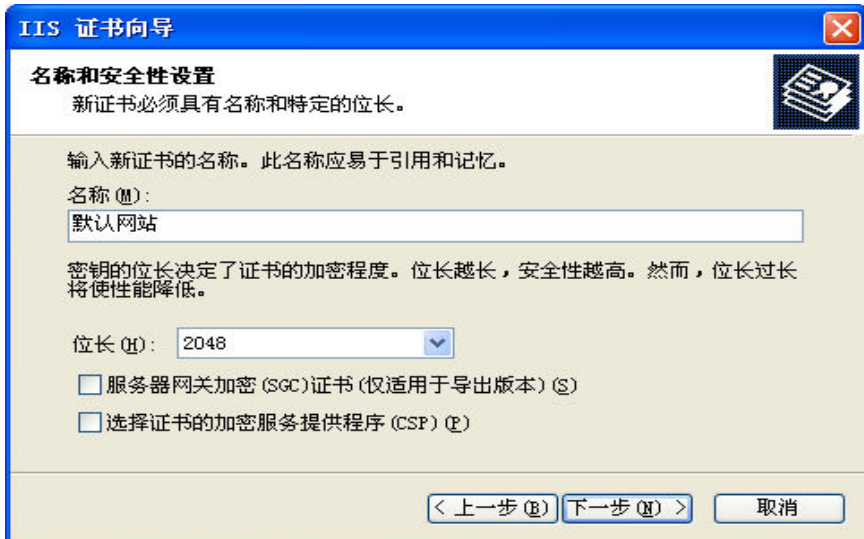 IIS 证书向导
名称和安全性设置
新证书必须具有名称和特定的位长。
输入新证书的名称。此名称应易于引用和记忆。
名称(M):
默认网站
密钥的位长决定了证书的加密程度。位长越长，安全性越高。然而，位长过长
将使性能降低。
位长(H): 2048
服务器网关加密(SGC)证书(仅适用于导出版本)(S)
选择证书的加密服务提供程序(CSP)(P)
< 上一步(B) 下一步(N) > 取消